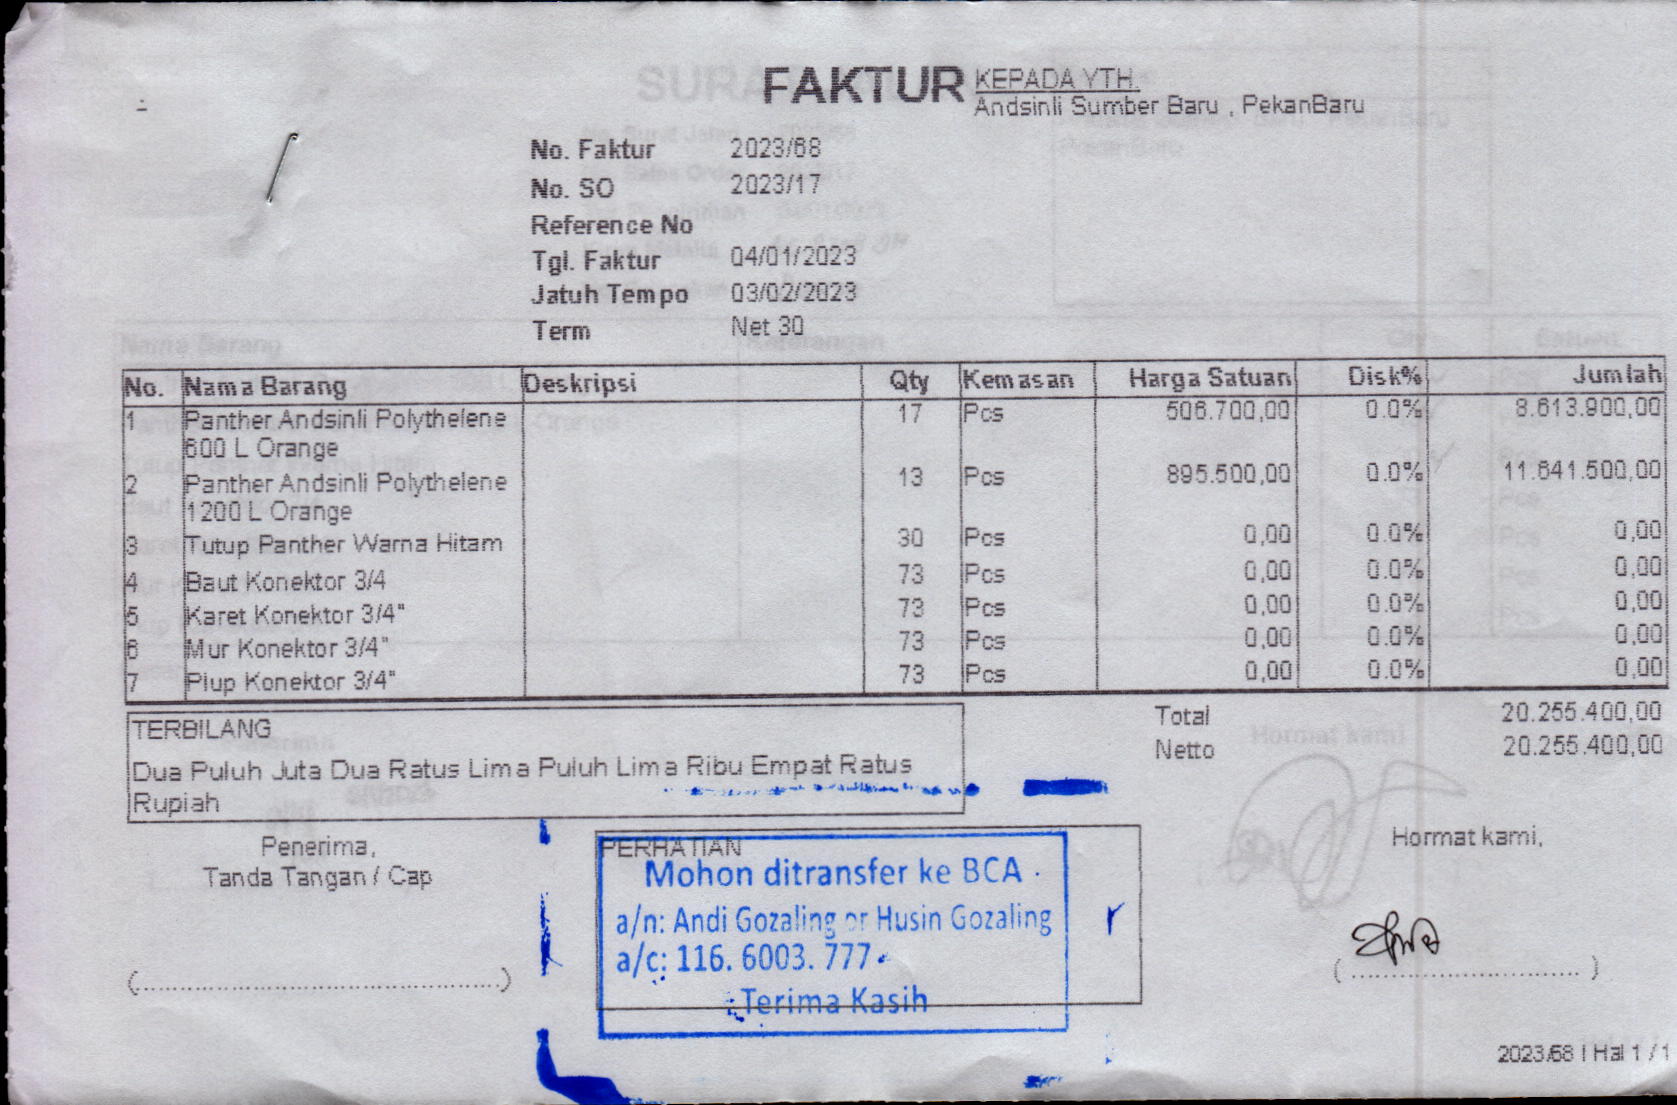 FAKTUR
KEPADA YTH.
Andsinli Sumber Baru , PekanBaru
No. Faktur 2023/68
No. SO 2023/17
Reference No
Tgl. Faktur 04/01/2023
Jatuh Tempo 03/02/2023
Term Net 30
No. Nama Barang Deskripsi Qty Kemasan Harga Satuan Disk% Jumlah
1 Panther Andsinli Polythelene 17 Pcs 506.700,00 0.0% 8.613.900,00
600 L Orange
2 Panther Andsinli Polythelene 13 Pcs 895.500,00 0.0% 11.641.500,00
1200 L Orange
3 Tutup Panther Warna Hitam 30 Pcs 0,00 0.0% 0,00
4 Baut Konektor 3/4 73 Pcs 0,00 0.0% 0,00
5 Karet Konektor 3/4" 73 Pcs 0,00 0.0% 0,00
6 Mur Konektor 3/4" 73 Pcs 0,00 0.0% 0,00
7 Plup Konektor 3/4" 73 Pcs 0,00 0.0% 0,00
Total 20.255.400,00
Netto 20.255.400,00
TERBILANG
Dua Puluh Juta Dua Ratus Lima Puluh Lima Ribu Empat Ratus
Rupiah
Penerima,
Tanda Tangan / Cap
(..............................................)
PERHATIAN
Mohon ditransfer ke BCA
a/n: Andi Gozaling or Husin Gozaling
a/c: 116. 6003. 777
Terima Kasih
Hormat kami,
( ............................. )
2023/68 | Hal 1 / 1